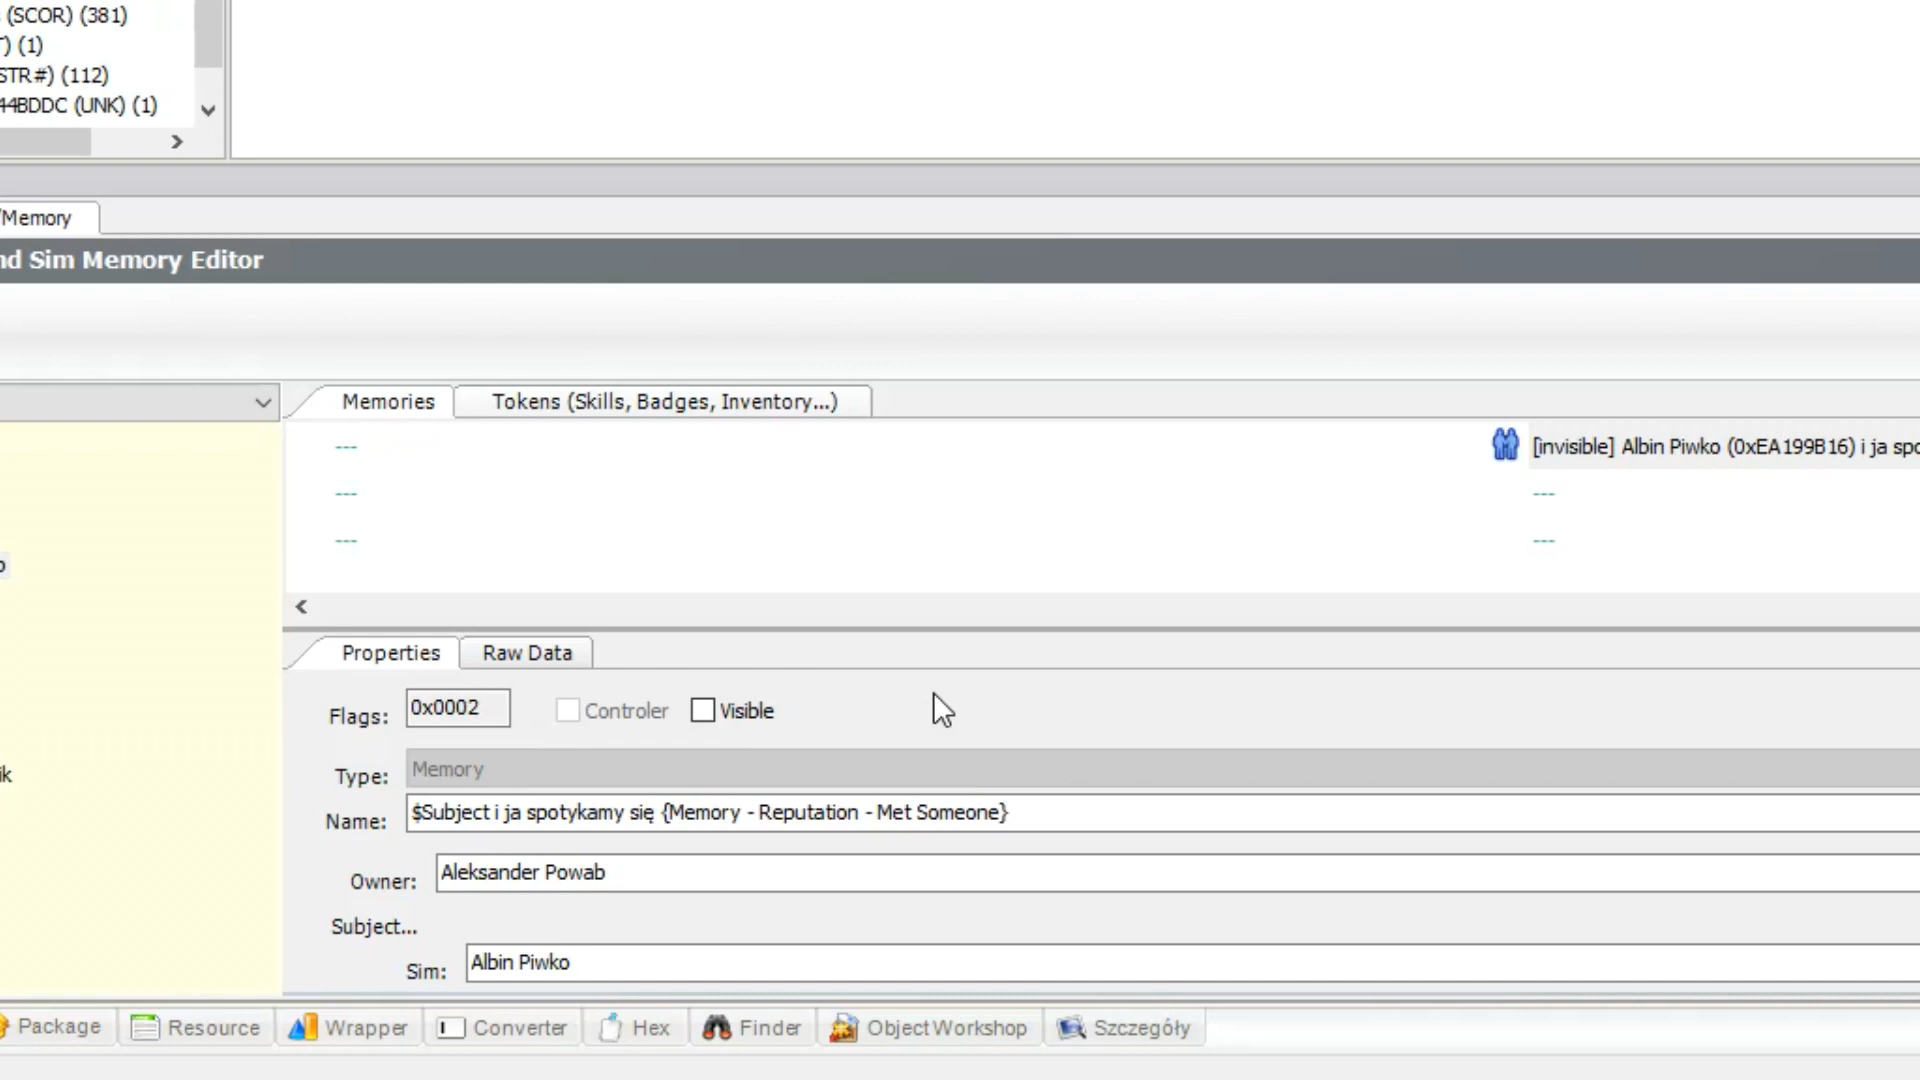 (SCOR) (381)
) (1)
STR#) (112)
44BDDC (UNK) (1)
/Memory
nd Sim Memory Editor
Memories
Tokens (Skills, Badges, Inventory...)
---
[invisible] Albin Piwko (0xEA199B16) i ja spo
---
---
---
---
ik
Properties
Raw Data
Flags:
0x0002
Controler
Visible
Type:
Memory
Name:
$Subject i ja spotykamy się {Memory - Reputation - Met Someone}
Owner:
Aleksander Powab
Subject...
Sim:
Albin Piwko
Package
Resource
Wrapper
Converter
Hex
Finder
Object Workshop
Szczegóły